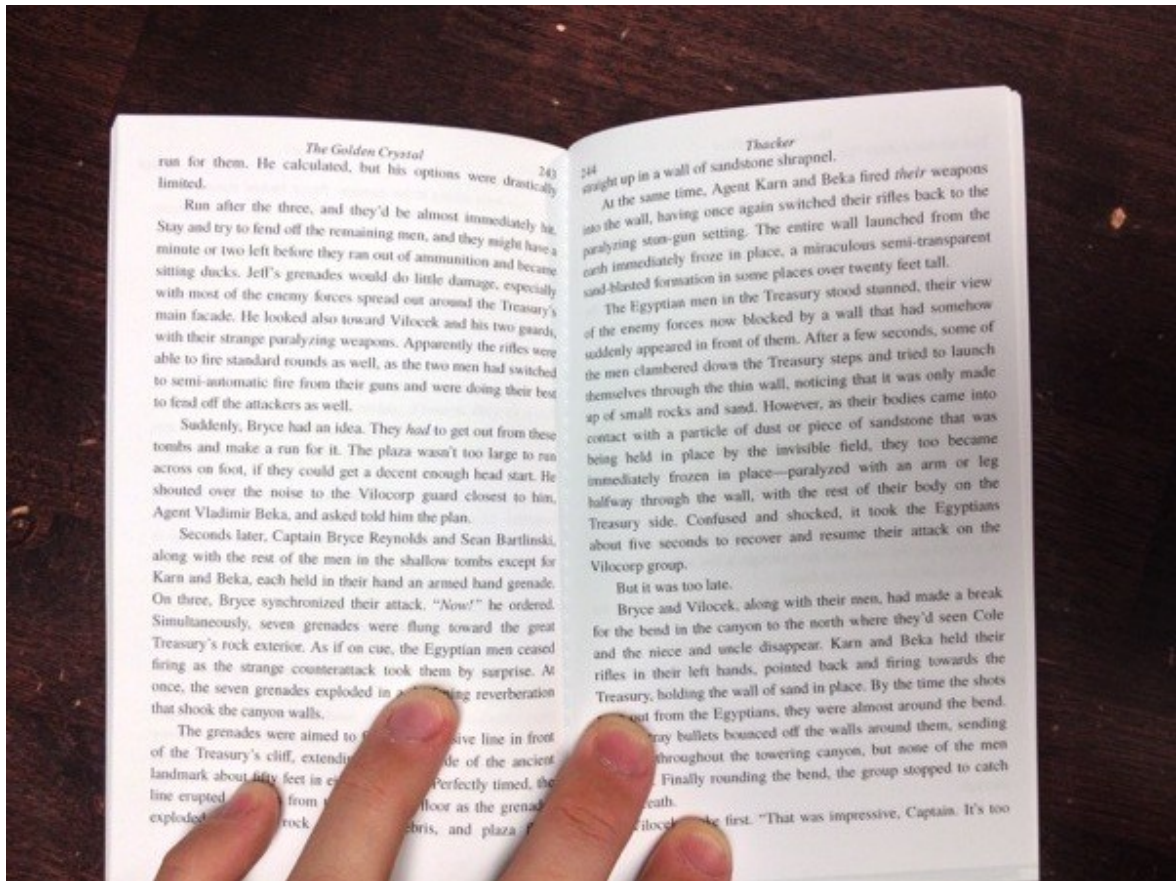 The Golden Crystal
243
run for them. He calculated, but his options were drastically
limited.
Run after the three, and they'd be almost immediately hit.
Stay and try to fend off the remaining men, and they might have a
minute or two left before they ran out of ammunition and became
sitting ducks. Jeff's grenades would do little damage, especially
with most of the enemy forces spread out around the Treasury's
main facade. He looked also toward Vilocek and his two guards,
with their strange paralyzing weapons. Apparently the rifles were
able to fire standard rounds as well, as the two men had switched
to semi-automatic fire from their guns and were doing their best
to fend off the attackers as well.
Suddenly, Bryce had an idea. They had to get out from these
tombs and make a run for it. The plaza wasn't too large to run
across on foot, if they could get a decent enough head start. He
shouted over the noise to the Vilocorp guard closest to him,
Agent Vladimir Beka, and asked told him the plan.
Seconds later, Captain Bryce Reynolds and Sean Bartlinski,
along with the rest of the men in the shallow tombs except for
Karn and Beka, each held in their hand an armed hand grenade.
On three, Bryce synchronized their attack. "Now!" he ordered.
Simultaneously, seven grenades were flung toward the great
Treasury's rock exterior. As if on cue, the Egyptian men ceased
firing as the strange counterattack took them by surprise. At
once, the seven grenades exploded in a reverberation
that shook the canyon walls.
The grenades were aimed to line in front
of the Treasury's cliff, of the ancient
landmark about fifty feet in Perfectly timed, the
line erupted from as the
exploded rock and plaza
Thacker
244
straight up in a wall of sandstone shrapnel.
At the same time, Agent Karn and Beka fired their weapons
into the wall, having once again switched their rifles back to the
paralyzing stun-gun setting. The entire wall launched from the
earth immediately froze in place, a miraculous semi-transparent
sand-blasted formation in some places over twenty feet tall.
The Egyptian men in the Treasury stood stunned, their view
of the enemy forces now blocked by a wall that had somehow
suddenly appeared in front of them. After a few seconds, some of
the men clambered down the Treasury steps and tried to launch
themselves through the thin wall, noticing that it was only made
up of small rocks and sand. However, as their bodies came into
contact with a particle of dust or piece of sandstone that was
being held in place by the invisible field, they too became
immediately frozen in place—paralyzed with an arm or leg
halfway through the wall, with the rest of their body on the
Treasury side. Confused and shocked, it took the Egyptians
about five seconds to recover and resume their attack on the
Vilocorp group.
But it was too late.
Bryce and Vilocek, along with their men, had made a break
for the bend in the canyon to the north where they'd seen Cole
and the niece and uncle disappear. Karn and Beka held their
rifles in their left hands, pointed back and firing towards the
Treasury, holding the wall of sand in place. By the time the shots
out from the Egyptians, they were almost around the bend.
bullets bounced off the walls around them, sending
throughout the towering canyon, but none of the men
Finally rounding the bend, the group stopped to catch
first. "That was impressive, Captain. It's too